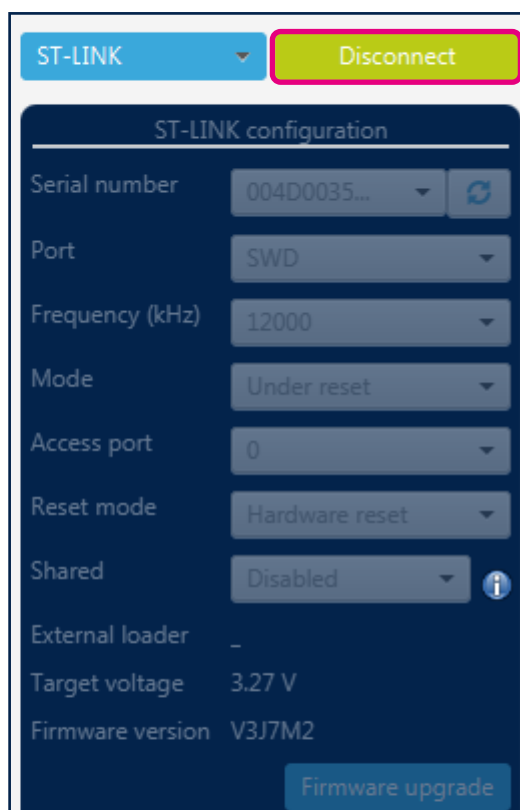 ST-LINK Disconnect
ST-LINK configuration
Serial number 004D0035...
Port SWD
Frequency (kHz) 12000
Mode Under reset
Access port 0
Reset mode Hardware reset
Shared Disabled
External loader _
Target voltage 3.27 V
Firmware version V3J7M2
Firmware upgrade